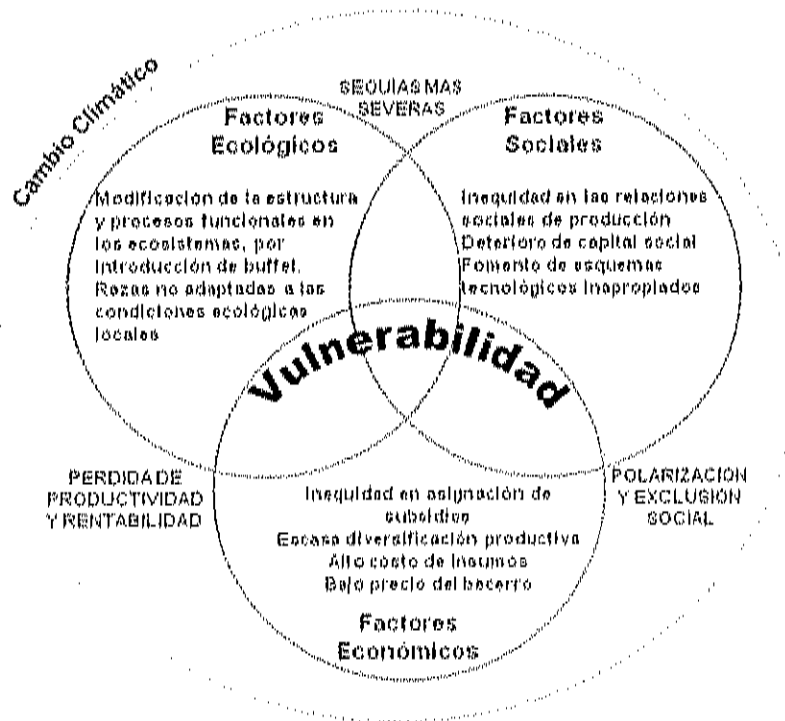 Cambio Climático
SEQUIAS MAS
SEVERAS
Factores
Ecológicos
Modificación de la estructura
y procesos funcionales en
los ecosistemas, por
introducción de buffel.
Razas no adaptadas a las
condiciones ecológicas
locales
Factores
Sociales
Inequidad en las relaciones
sociales de producción
Deterioro de capital social
Fomento de esquemas
tecnológicos inapropiados
Vulnerabilidad
PERDIDA DE
PRODUCTIVIDAD
Y RENTABILIDAD
POLARIZACION
Y EXCLUSIÓN
SOCIAL
Inequidad en asignación de
subsidios
Escasa diversificación productiva
Alto costo de insumos
Bajo precio del becerro
Factores
Económicos